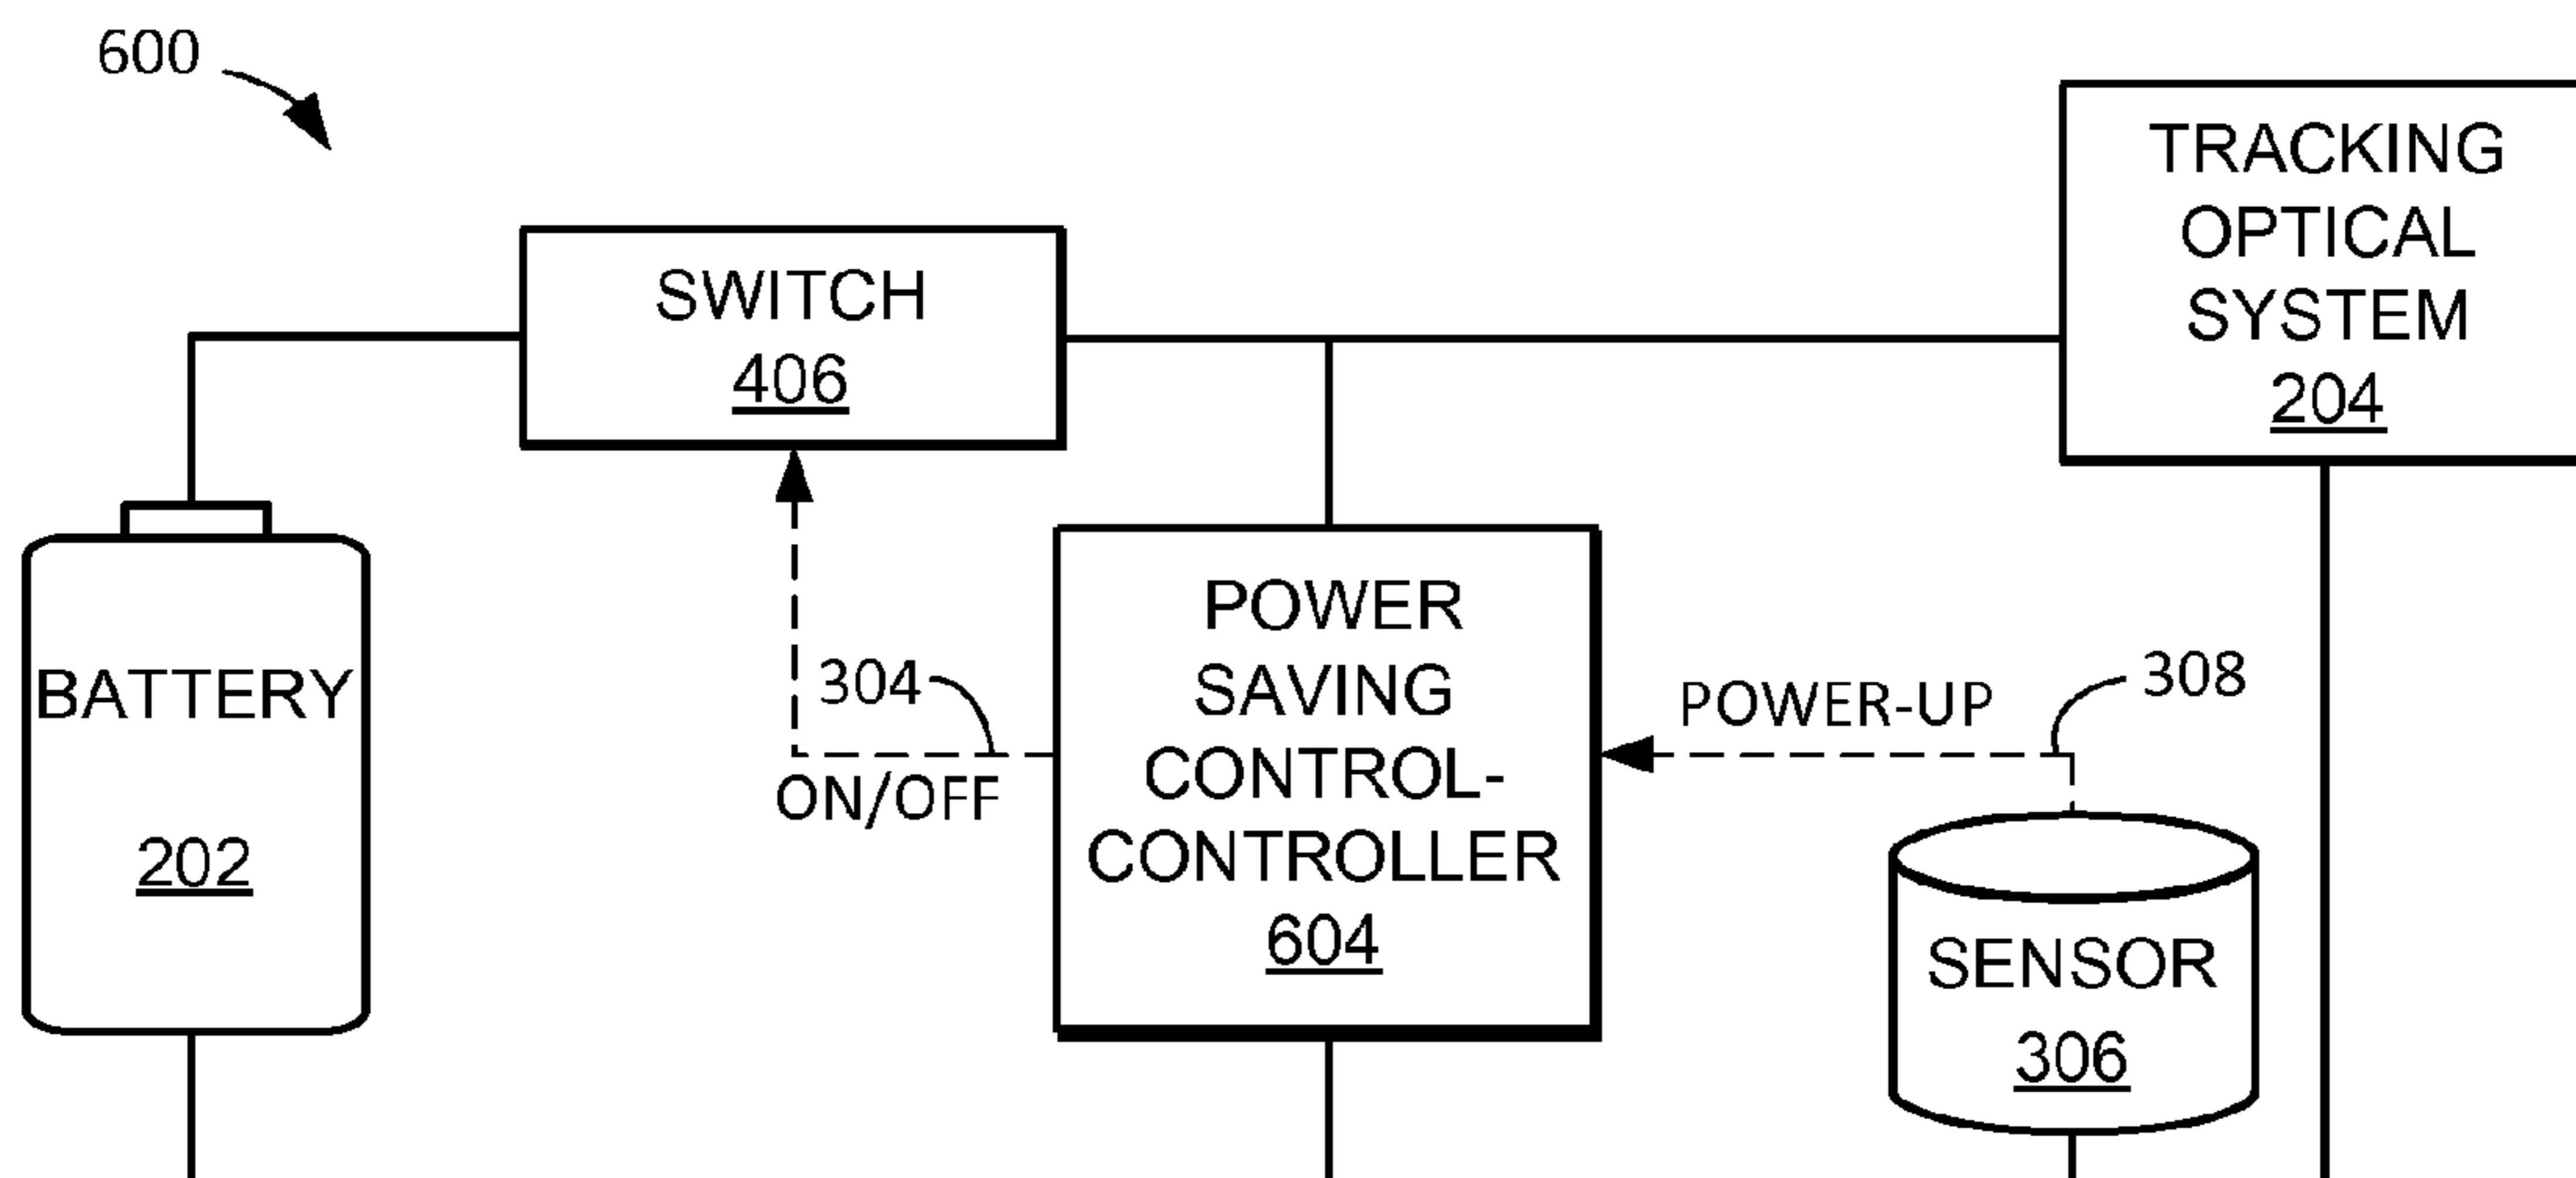 600
TRACKING
OPTICAL
SYSTEM
204
SWITCH
406
BATTERY
202
304
ON/OFF
POWER
SAVING
CONTROL-
CONTROLLER
604
POWER-UP
308
SENSOR
306